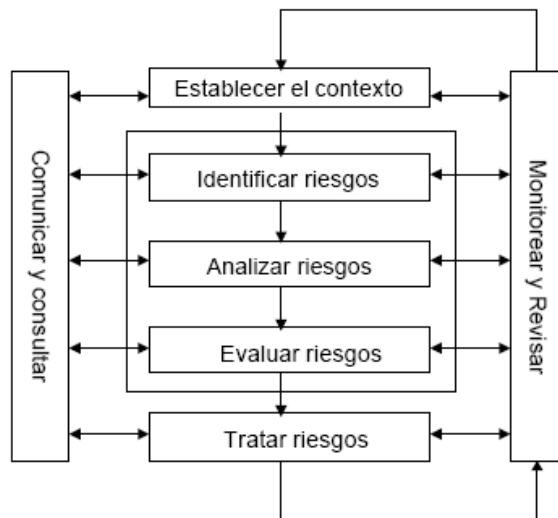 Establecer el contexto
Comunicar y consultar
Identificar riesgos
Analizar riesgos
Evaluar riesgos
Tratar riesgos
Monitorear y Revisar